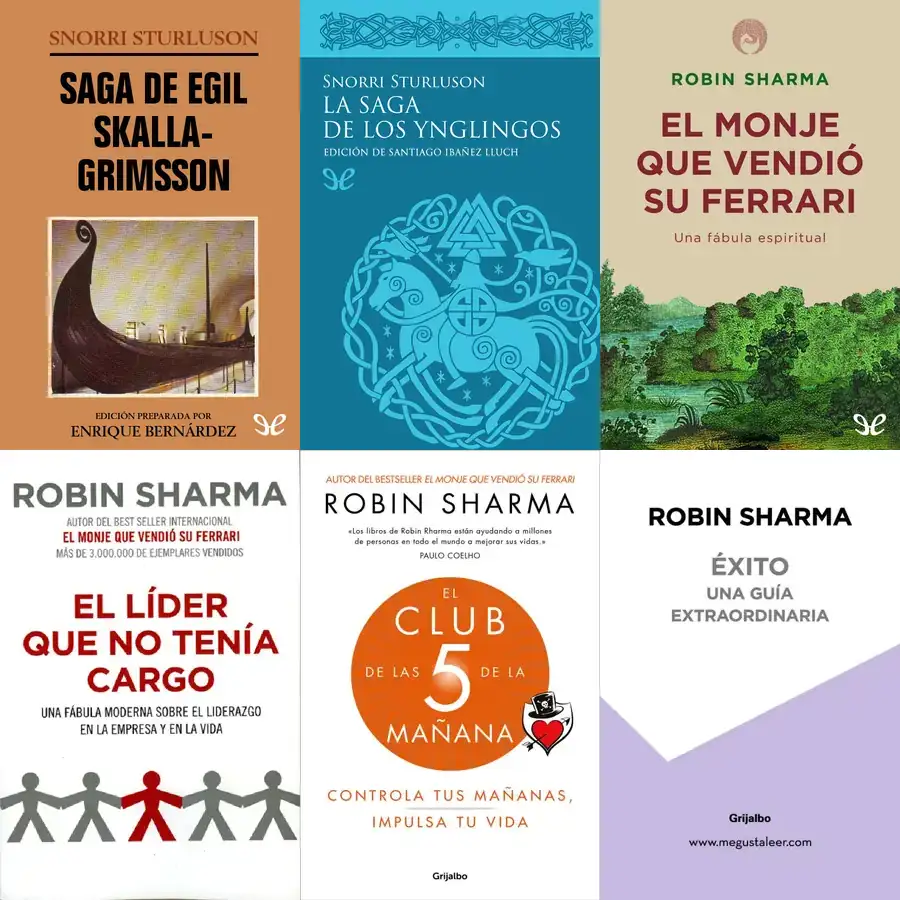 SNORRI STURLUSON
SAGA DE EGIL
SKALLA-
GRIMSSON
EDICIÓN PREPARADA POR
ENRIQUE BERNÁRDEZ
SNORRI STURLUSON
LA SAGA
DE LOS YNGLINGOS
EDICIÓN DE SANTIAGO IBAÑEZ LLUCH
ROBIN SHARMA
EL MONJE
QUE VENDIÓ
SU FERRARI
Una fábula espiritual
ROBIN SHARMA
AUTOR DEL BEST SELLER INTERNACIONAL
EL MONJE QUE VENDIÓ SU FERRARI
MÁS DE 3.000.000 DE EJEMPLARES VENDIDOS
EL LÍDER
QUE NO TENÍA
CARGO
UNA FÁBULA MODERNA SOBRE EL LIDERAZGO
EN LA EMPRESA Y EN LA VIDA
AUTOR DEL BESTSELLER EL MONJE QUE VENDIÓ SU FERRARI
ROBIN SHARMA
«Los libros de Robin Rharma están ayudando a millones
de personas en todo el mundo a mejorar sus vidas.»
PAULO COELHO
EL
CLUB
DE LAS 5 DE LA
MAÑANA
CONTROLA TUS MAÑANAS,
IMPULSA TU VIDA
Grijalbo
ROBIN SHARMA
ÉXITO
UNA GUÍA
EXTRAORDINARIA
Grijalbo
www.megustaleer.com